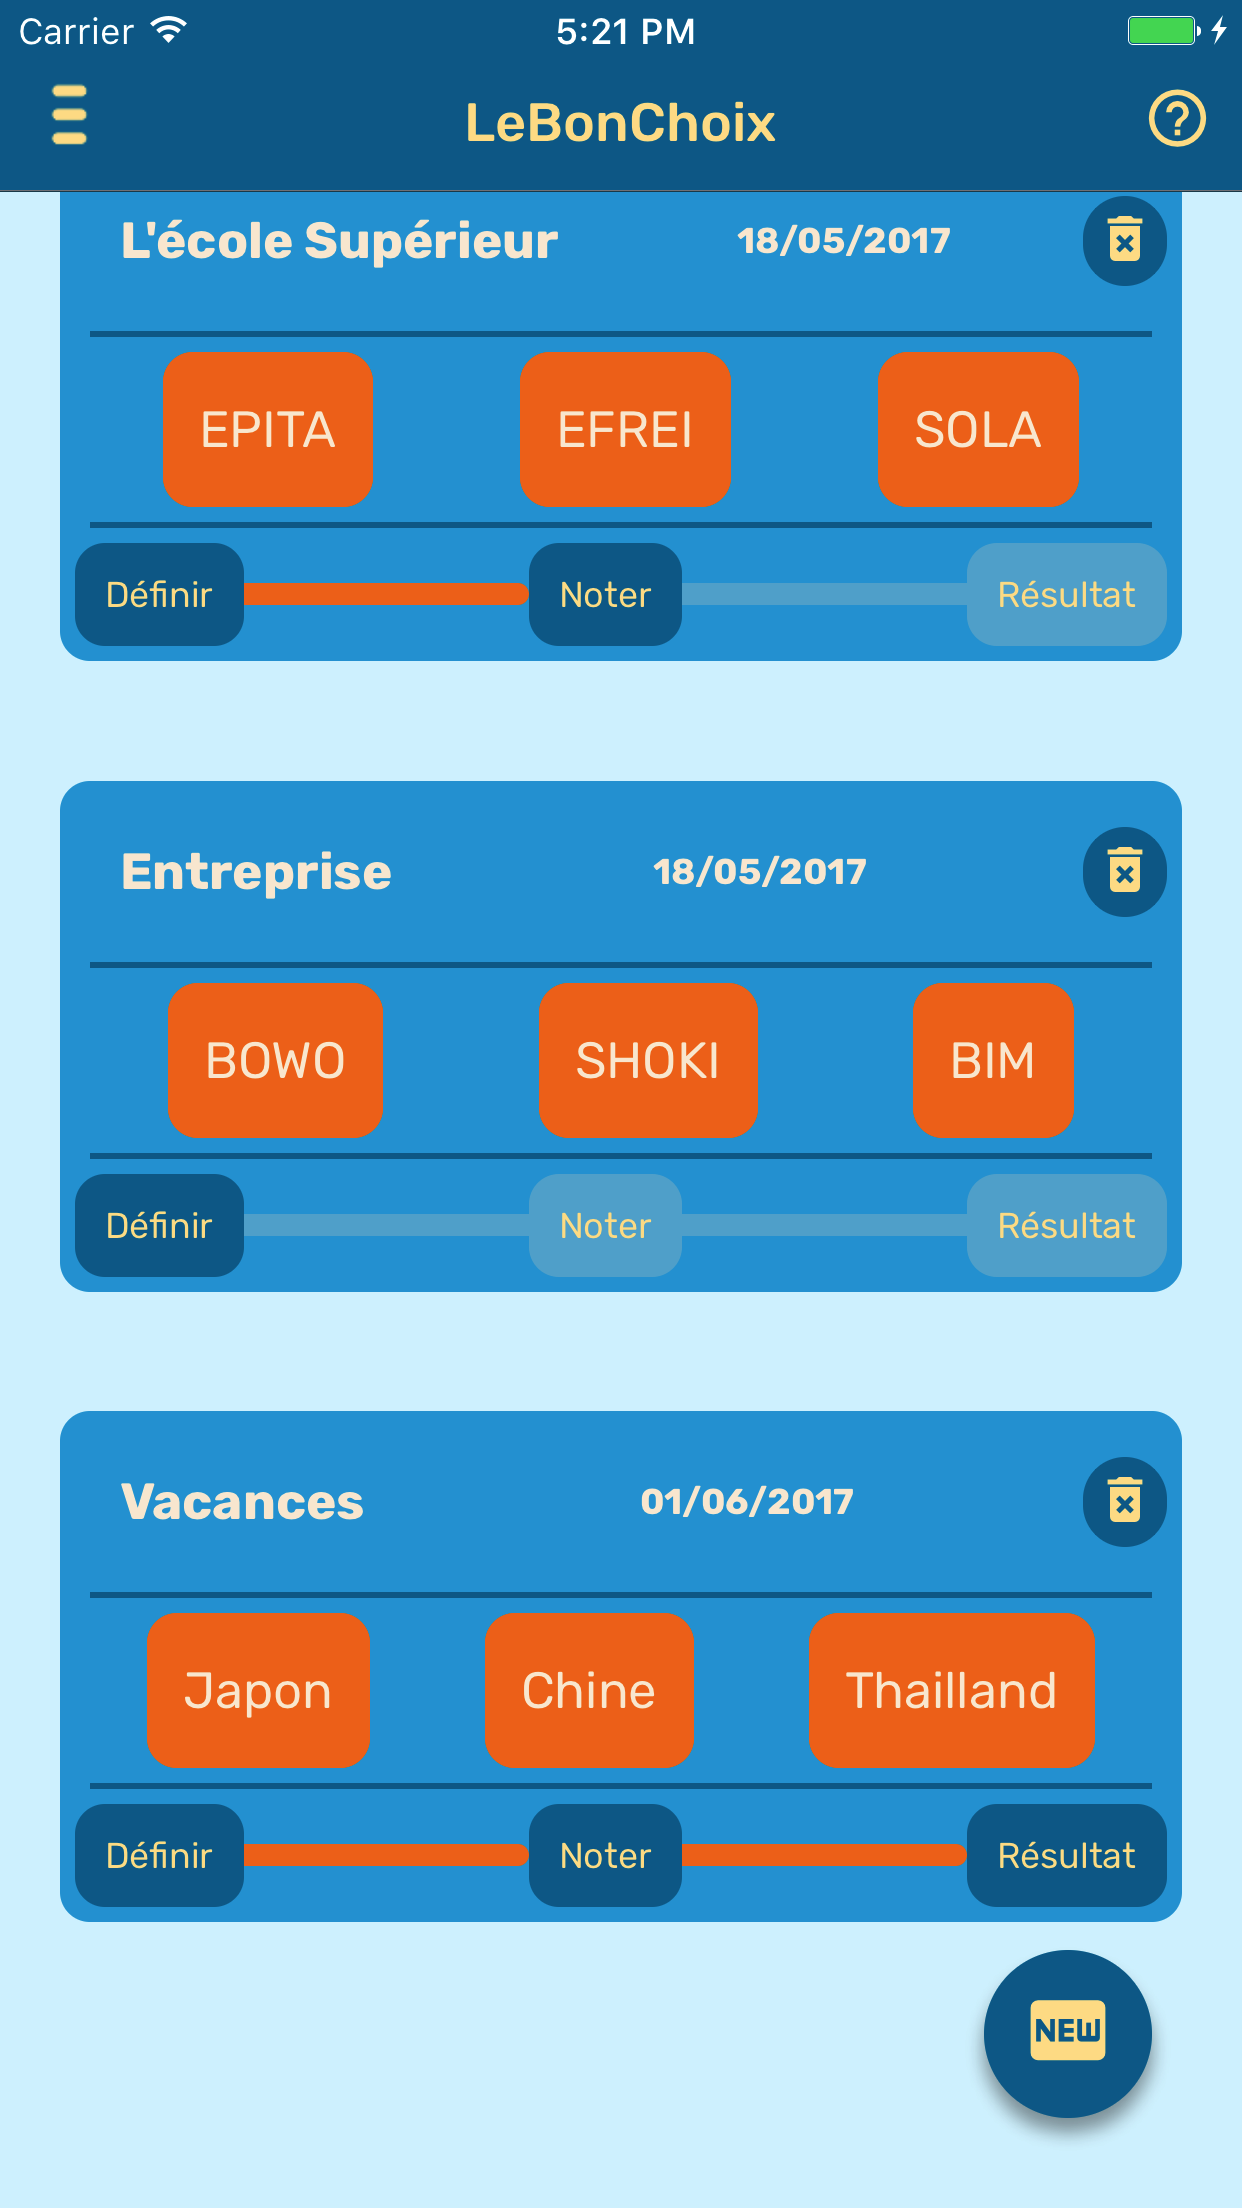 Carrier 5:21 PM
LeBonChoix
L'école Supérieur 18/05/2017
EPITA EFREI SOLA
Définir Noter Résultat
Entreprise 18/05/2017
BOWO SHOKI BIM
Définir Noter Résultat
Vacances 01/06/2017
Japon Chine Thailland
Définir Noter Résultat
NEW